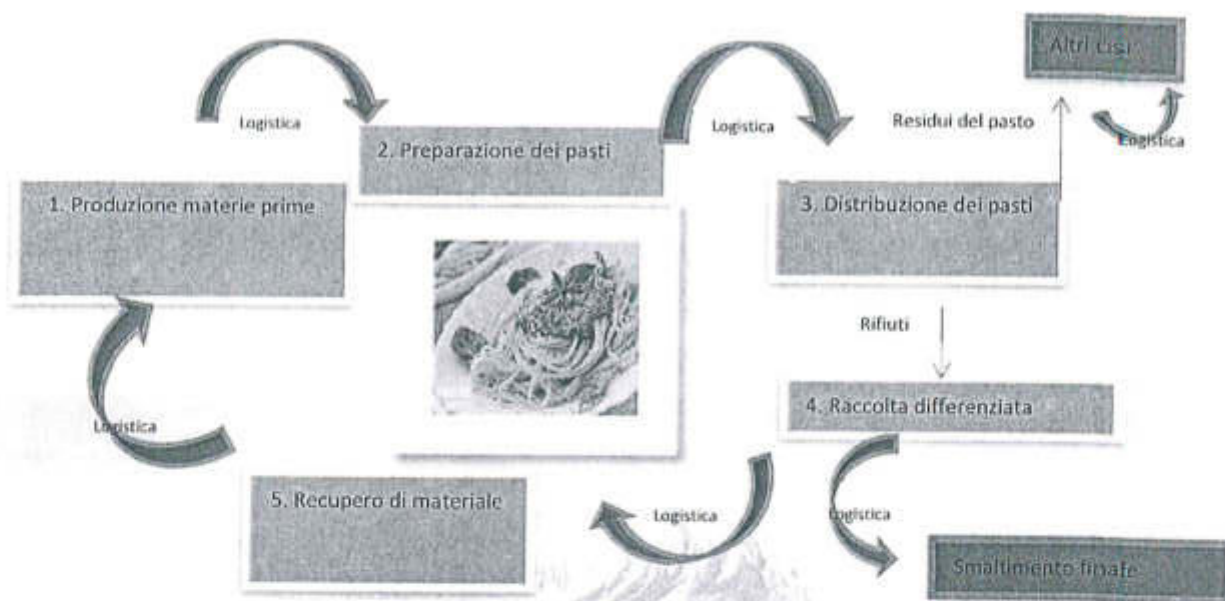 Altri usi
Logistica
Logistica
Residui del pasto
Logistica
2. Preparazione dei pasti
1. Produzione materie prime
3. Distribuzione dei pasti
Rifiuti
4. Raccolta differenziata
Logistica
5. Recupero di materiale
Logistica
Logistica
Smaltimento finale